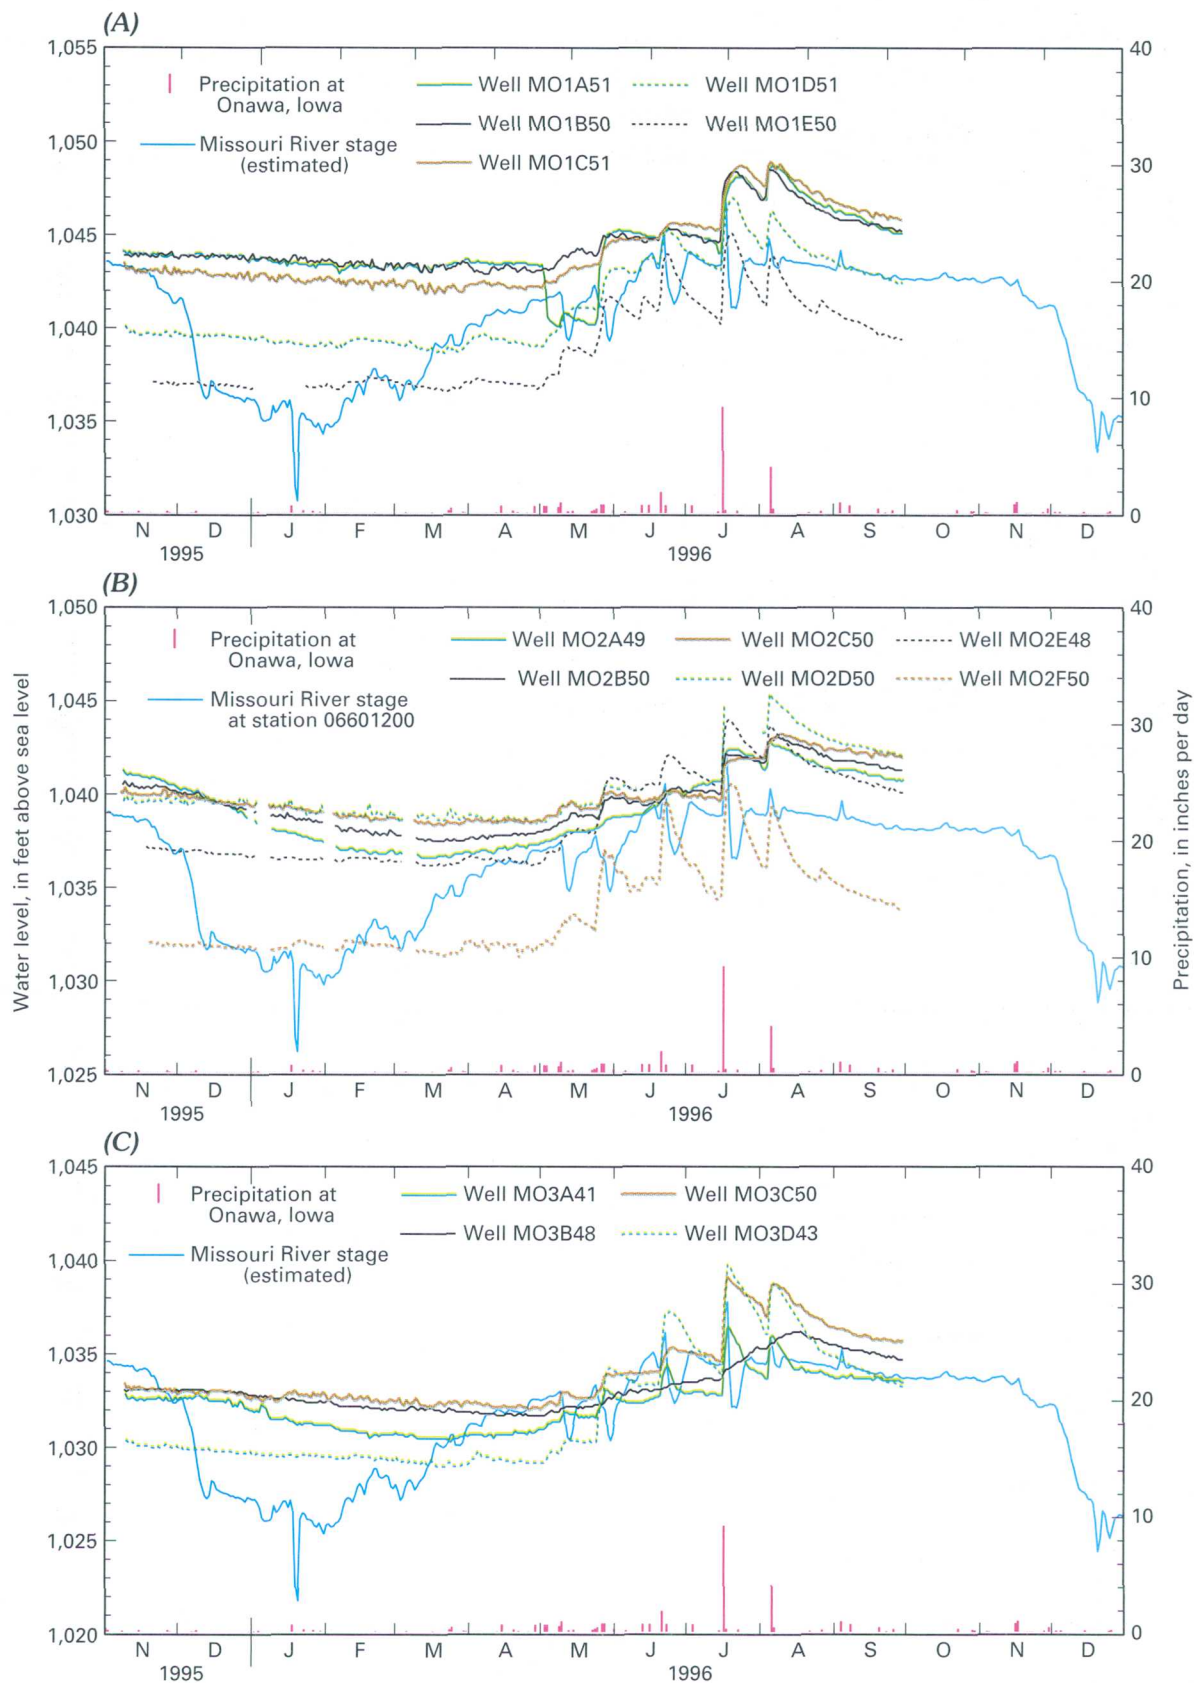 (A)
1,055
1,050
1,045
1,040
1,035
1,030
40
30
20
10
0
Precipitation at
Onawa, Iowa
Missouri River stage
(estimated)
Well MO1A51
Well MO1B50
Well MO1C51
Well MO1D51
Well MO1E50
N D J F M A M J J A S O N D
1995 1996
(B)
Water level, in feet above sea level
1,050
1,045
1,040
1,035
1,030
1,025
40
30
20
10
0
Precipitation, in inches per day
Precipitation at
Onawa, Iowa
Missouri River stage
at station 06601200
Well MO2A49
Well MO2B50
Well MO2C50
Well MO2D50
Well MO2E48
Well MO2F50
N D J F M A M J J A S O N D
1995 1996
(C)
1,045
1,040
1,035
1,030
1,025
1,020
40
30
20
10
0
Precipitation at
Onawa, Iowa
Missouri River stage
(estimated)
Well MO3A41
Well MO3B48
Well MO3C50
Well MO3D43
N D J F M A M J J A S O N D
1995 1996